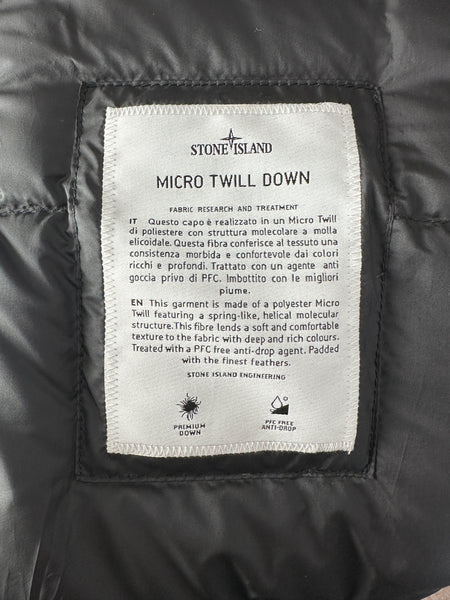 STONE ISLAND
MICRO TWILL DOWN
FABRIC RESEARCH AND TREATMENT
IT Questo capo è realizzato in un Micro Twill
di poliestere con struttura molecolare a molla
elicoidale. Questa fibra conferisce al tessuto una
consistenza morbida e confortevole dai colori
ricchi e profondi. Trattato con un agente anti
goccia privo di PFC. Imbottito con le migliori
piume.
EN This garment is made of a polyester Micro
Twill featuring a spring-like, helical molecular
structure.This fibre lends a soft and comfortable
texture to the fabric with deep and rich colours.
Treated with a PFC free anti-drop agent. Padded
with the finest feathers.
STONE ISLAND ENGINEERING
PREMIUM
DOWN
PFC FREE
ANTI-DROP